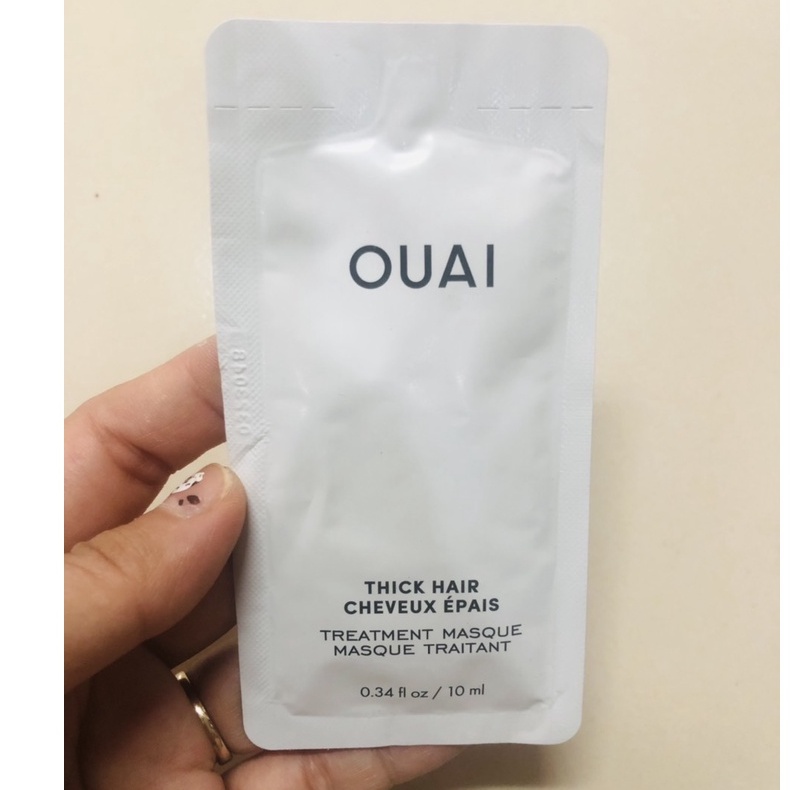 OUAI
THICK HAIR
CHEVEUX ÉPAIS
TREATMENT MASQUE
MASQUE TRAITANT
0.34 fl oz / 10 ml